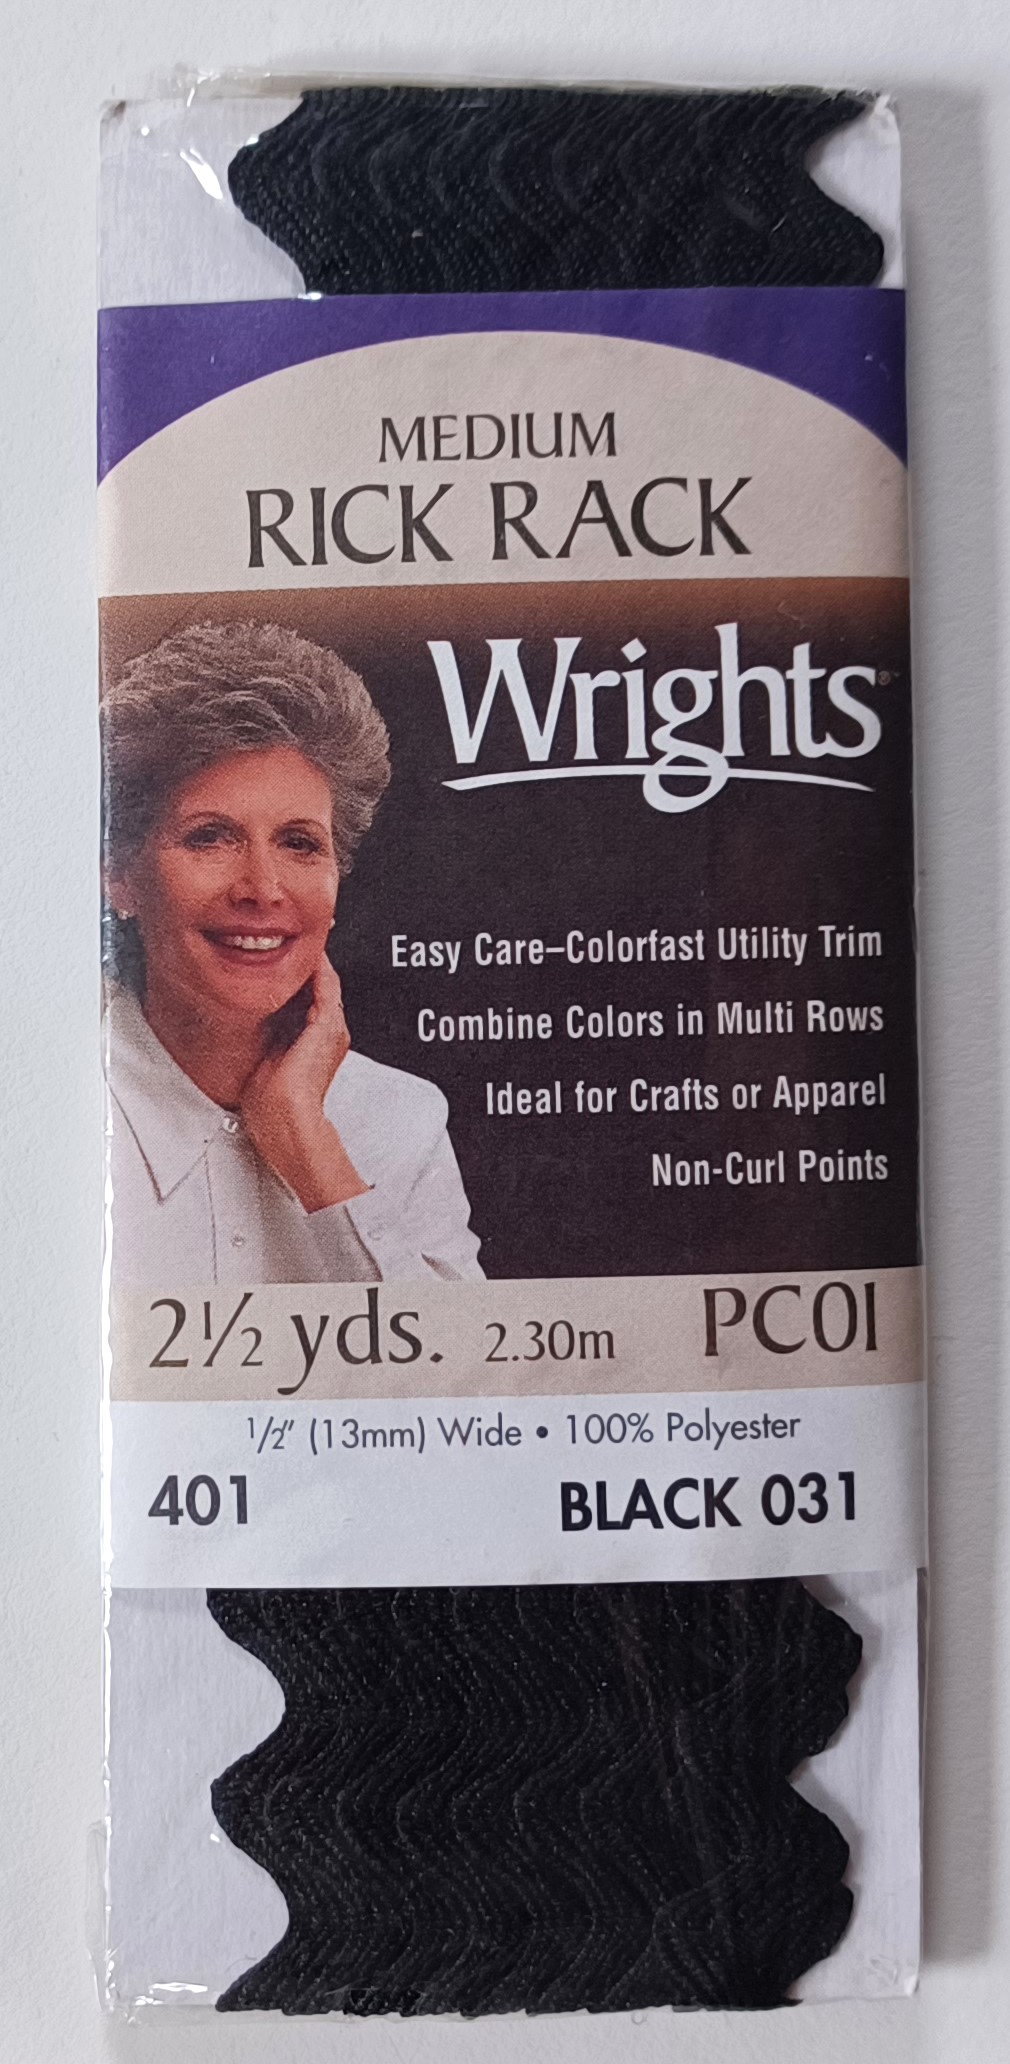 MEDIUM
RICK RACK
Wrights®™
Easy Care–Colorfast Utility Trim
Combine Colors in Multi Rows
Ideal for Crafts or Apparel
Non-Curl Points
2½ yds. 2.30m PC01
1/2" (13mm) Wide • 100% Polyester
401 BLACK 031